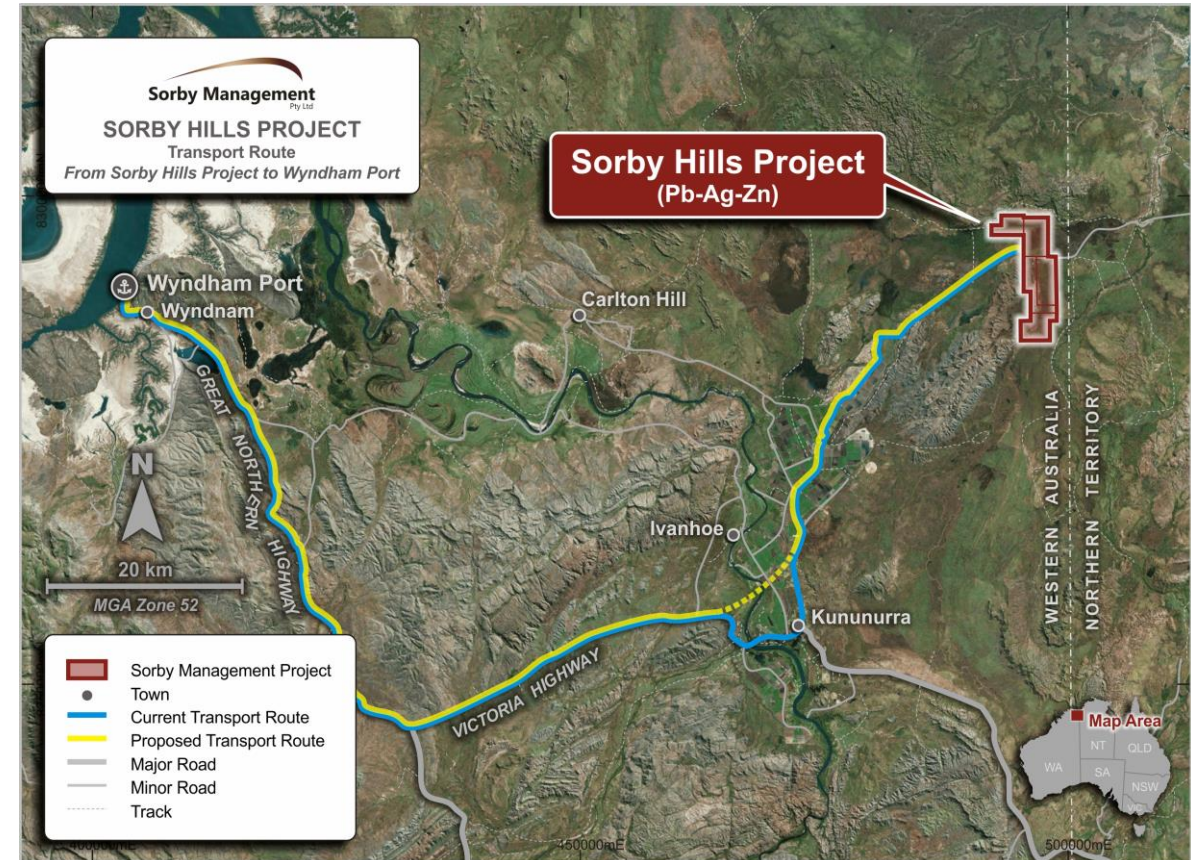 Sorby Management
Pty Ltd
SORBY HILLS PROJECT
Transport Route
From Sorby Hills Project to Wyndham Port
Sorby Hills Project
(Pb-Ag-Zn)
Wyndham Port
Wyndnam
Carlton Hill
GREAT NORTHERN HIGHWAY
N
20 km
MGA Zone 52
Ivanhoe
Kununurra
VICTORIA HIGHWAY
WESTERN AUSTRALIA
NORTHERN TERRITORY
Sorby Management Project
Town
Current Transport Route
Proposed Transport Route
Major Road
Minor Road
Track
Map Area
NT
QLD
WA
SA
NSW
VIC
450000mE
500000mE